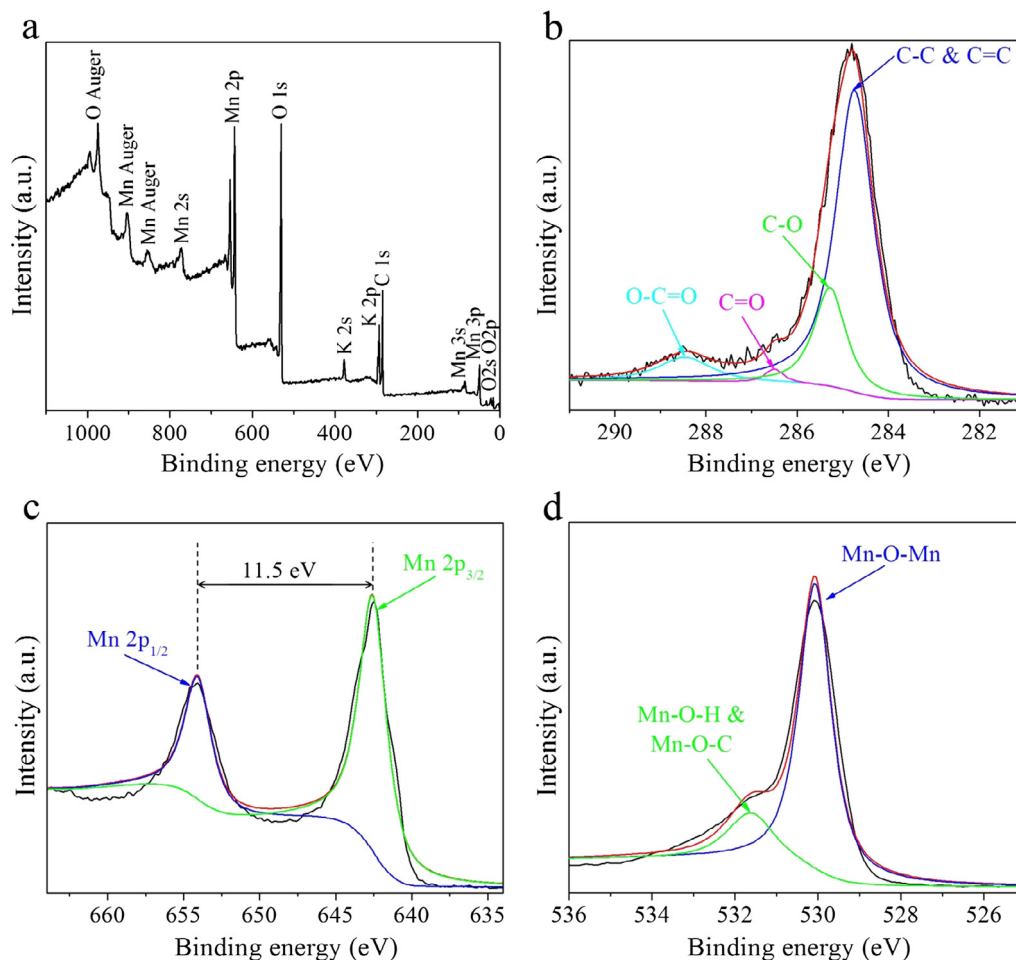 a
O Auger
Mn Auger
Mn Auger
Mn 2s
Mn 2p
O 1s
K 2s
K 2p
C 1s
Mn 3s
Mn 3p
O2s O2p
Intensity (a.u.)
1000 800 600 400 200 0
Binding energy (eV)
b
C-C & C=C
C-O
O-C=O
C=O
Intensity (a.u.)
290 288 286 284 282
Binding energy (eV)
c
11.5 eV
Mn 2p3/2
Mn 2p1/2
Intensity (a.u.)
660 655 650 645 640 635
Binding energy (eV)
d
Mn-O-Mn
Mn-O-H &
Mn-O-C
Intensity (a.u.)
536 534 532 530 528 526
Binding energy (eV)